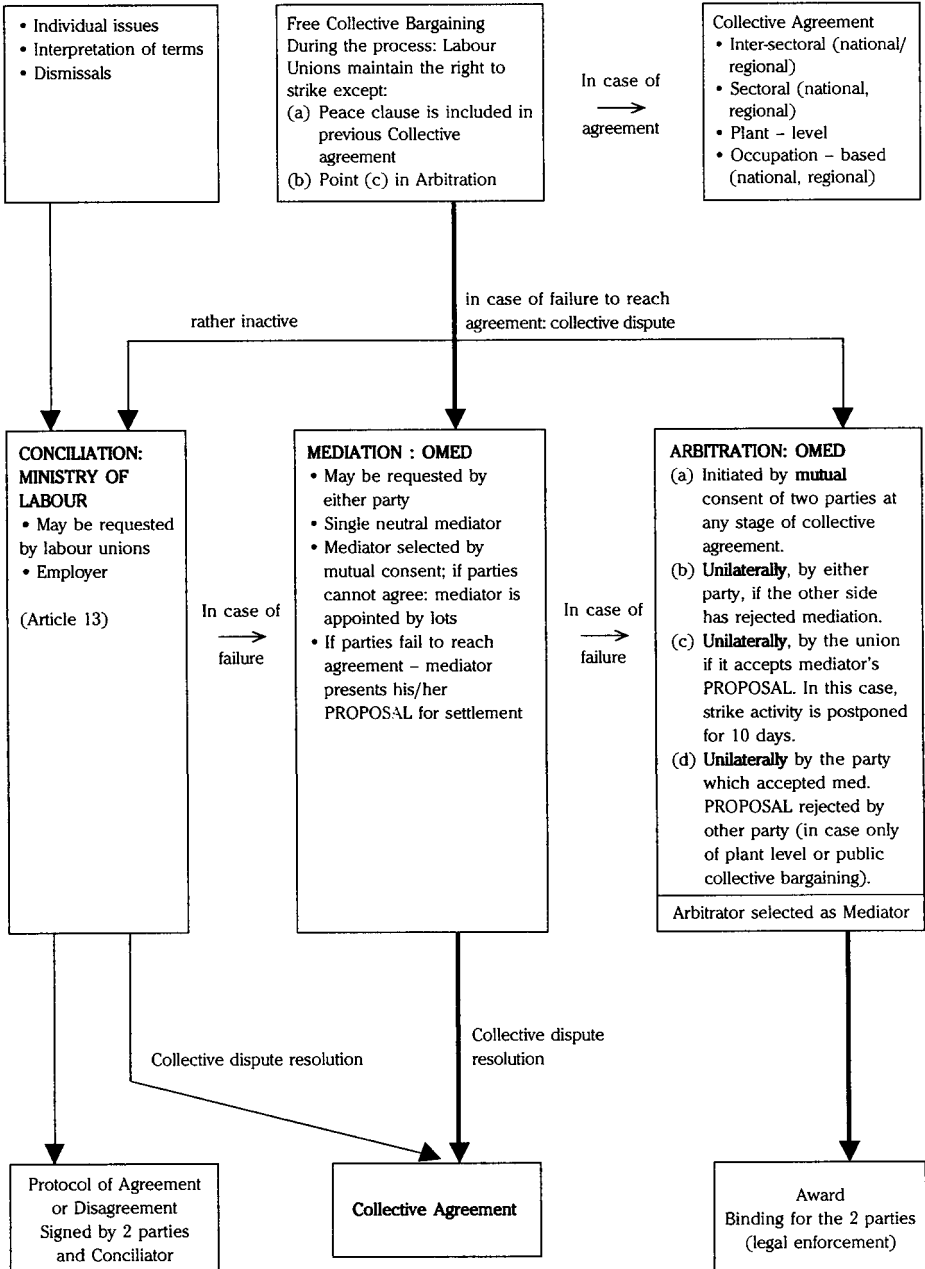 • Individual issues
• Interpretation of terms
• Dismissals
Free Collective Bargaining
During the process: Labour
Unions maintain the right to
strike except:
(a) Peace clause is included in
previous Collective
agreement
(b) Point (c) in Arbitration
In case of
agreement
Collective Agreement
• Inter-sectoral (national/
regional)
• Sectoral (national,
regional)
• Plant – level
• Occupation – based
(national, regional)
rather inactive
in case of failure to reach
agreement: collective dispute
CONCILIATION:
MINISTRY OF
LABOUR
• May be requested
by labour unions
• Employer
(Article 13)
In case of
failure
MEDIATION : OMED
• May be requested by
either party
• Single neutral mediator
• Mediator selected by
mutual consent; if parties
cannot agree: mediator is
appointed by lots
• If parties fail to reach
agreement – mediator
presents his/her
PROPOSAL for settlement
In case of
failure
ARBITRATION: OMED
(a) Initiated by mutual
consent of two parties at
any stage of collective
agreement.
(b) Unilaterally, by either
party, if the other side
has rejected mediation.
(c) Unilaterally, by the union
if it accepts mediator's
PROPOSAL. In this case,
strike activity is postponed
for 10 days.
(d) Unilaterally by the party
which accepted med.
PROPOSAL rejected by
other party (in case only
of plant level or public
collective bargaining).
Arbitrator selected as Mediator
Collective dispute resolution
Collective dispute
resolution
Protocol of Agreement
or Disagreement
Signed by 2 parties
and Conciliator
Collective Agreement
Award
Binding for the 2 parties
(legal enforcement)